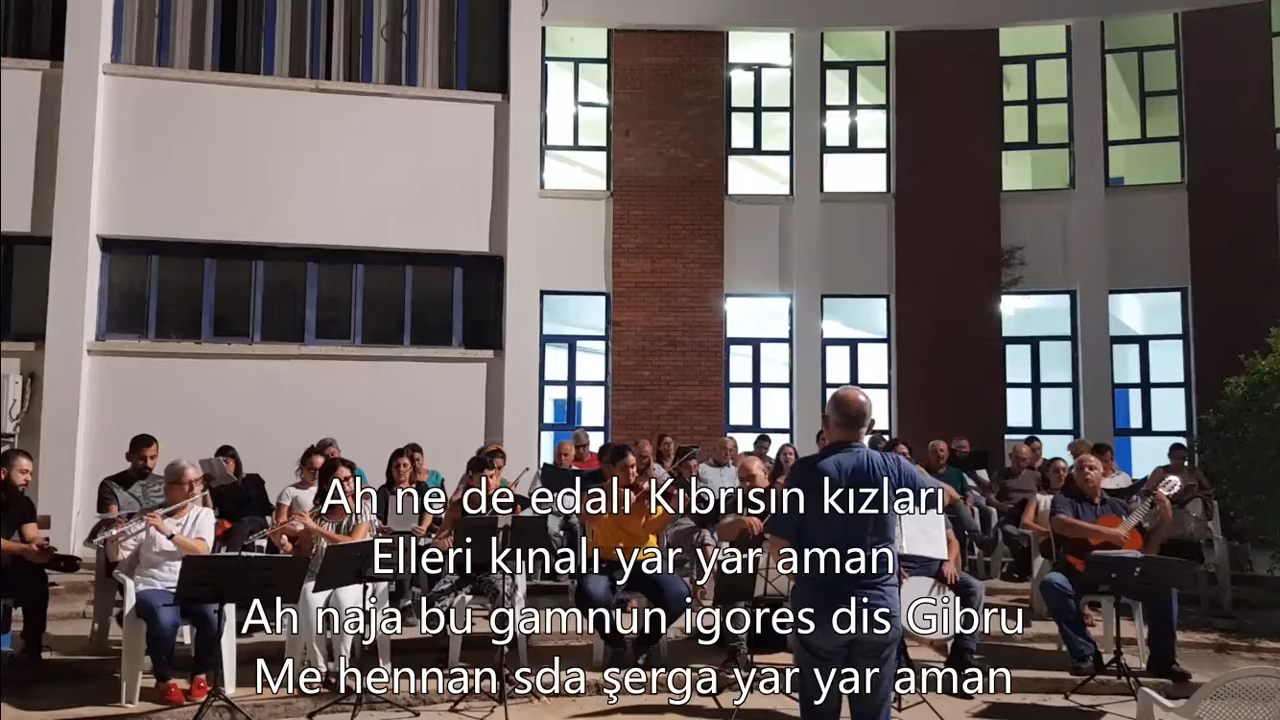 Ah ne de edalı Kıbrısın kızları
Elleri kınalı yar yar aman
Ah naja bu gamnun igores dis Gibru
Me hennan sda şerga yar yar aman